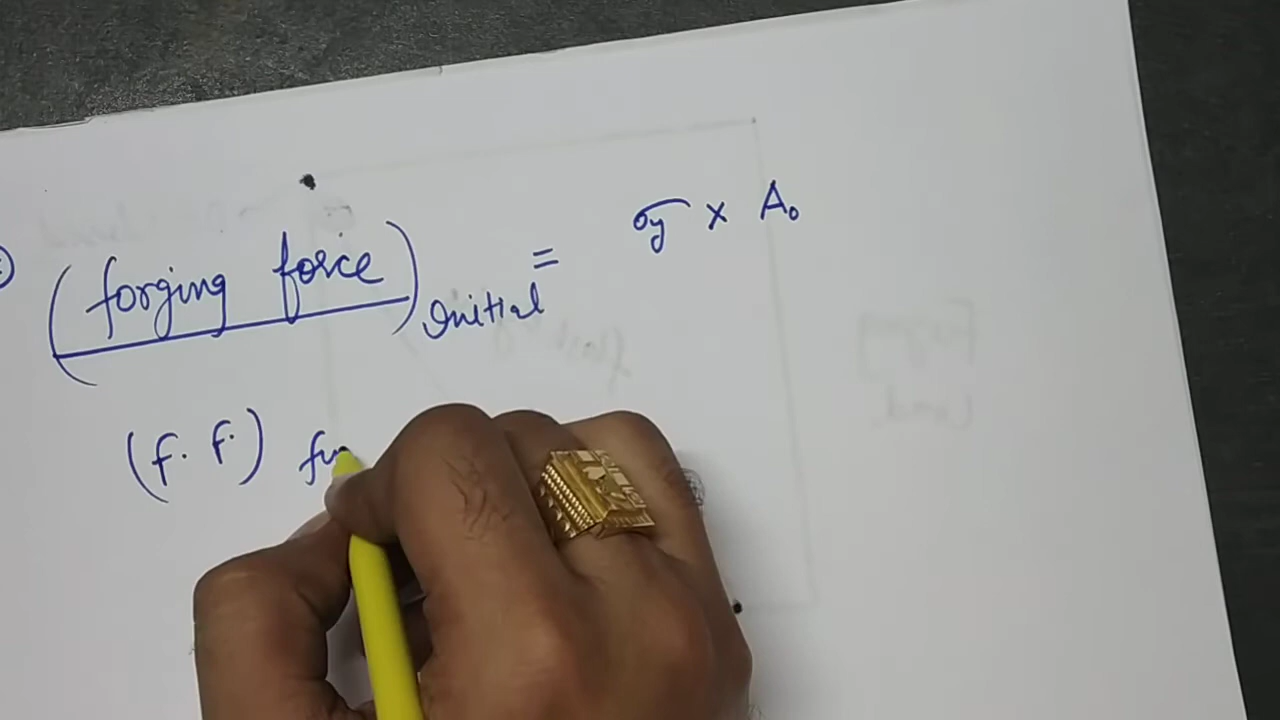 (forging force) Initial = σy × A₀
(f. f.)